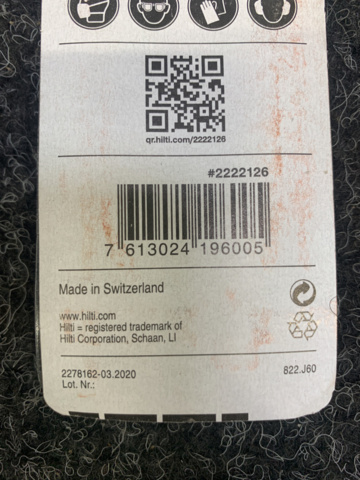 qr.hilti.com/2222126
#2222126
7 613024 196005
Made in Switzerland
www.hilti.com
Hilti = registered trademark of
Hilti Corporation, Schaan, LI
2278162-03.2020
822.J60
Lot. Nr.: